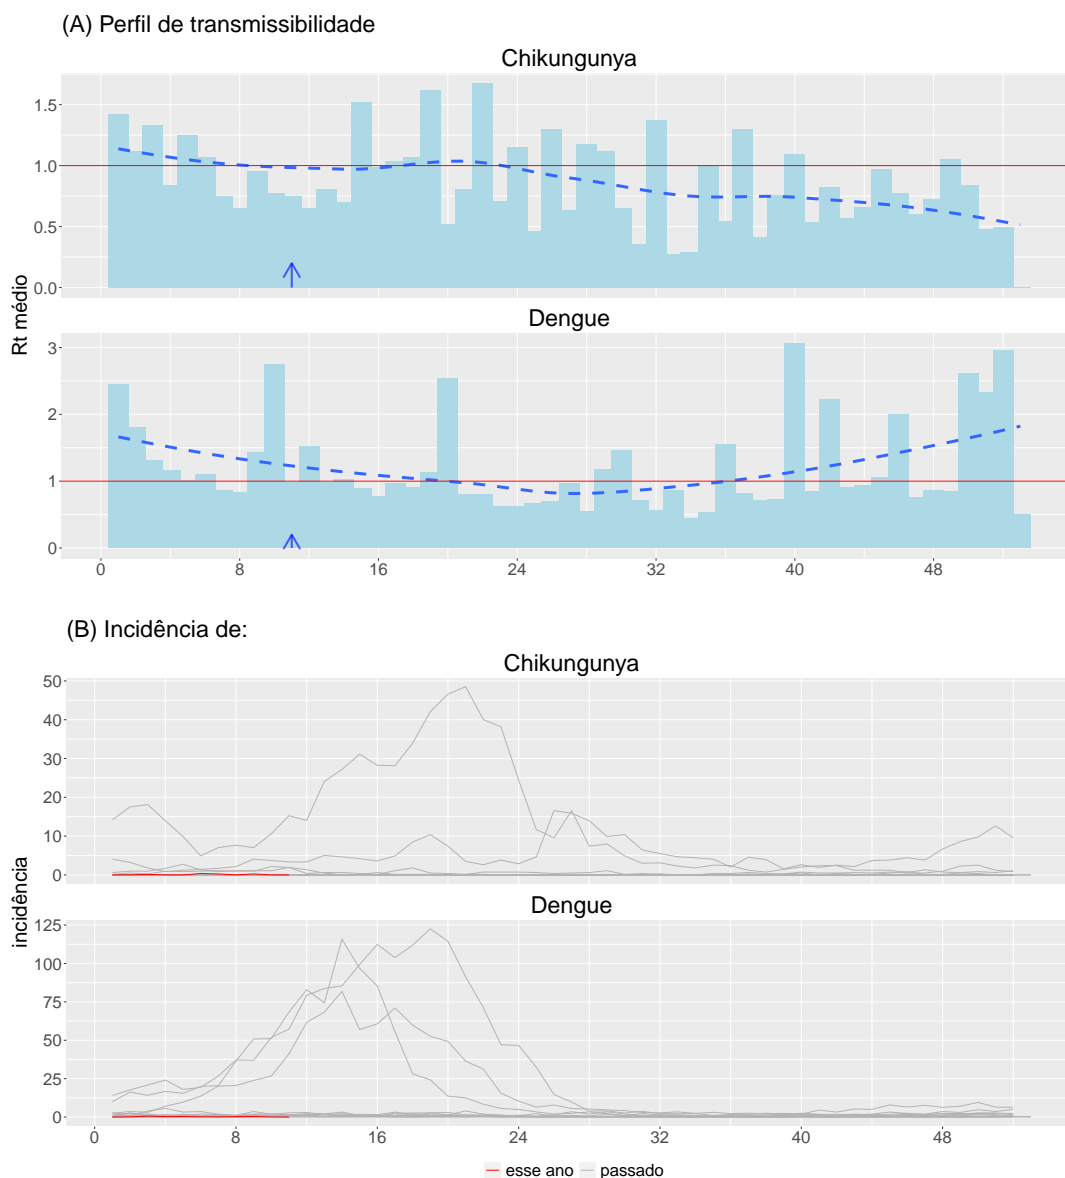 (A) Perfil de transmissibilidade
Chikungunya
1.5
1.0
0.5
0.0
Dengue
3
2
1
0
Rt médio
0 8 16 24 32 40 48
(B) Incidência de:
Chikungunya
50
40
30
20
10
0
Dengue
125
100
75
50
25
0
incidência
0 8 16 24 32 40 48
esse ano passado